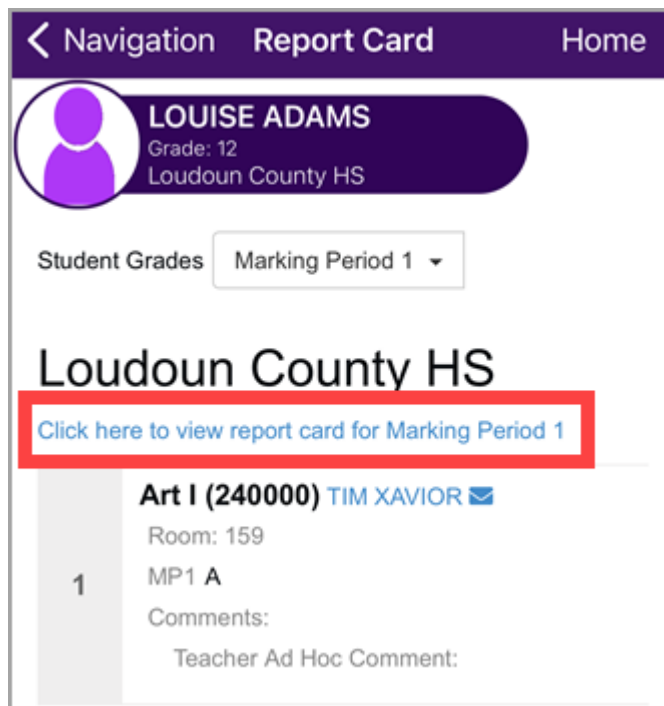 Navigation Report Card Home
LOUISE ADAMS
Grade: 12
Loudoun County HS
Student Grades Marking Period 1
Loudoun County HS
Click here to view report card for Marking Period 1
Art I (240000) TIM XAVIOR
Room: 159
1 MP1 A
Comments:
Teacher Ad Hoc Comment: